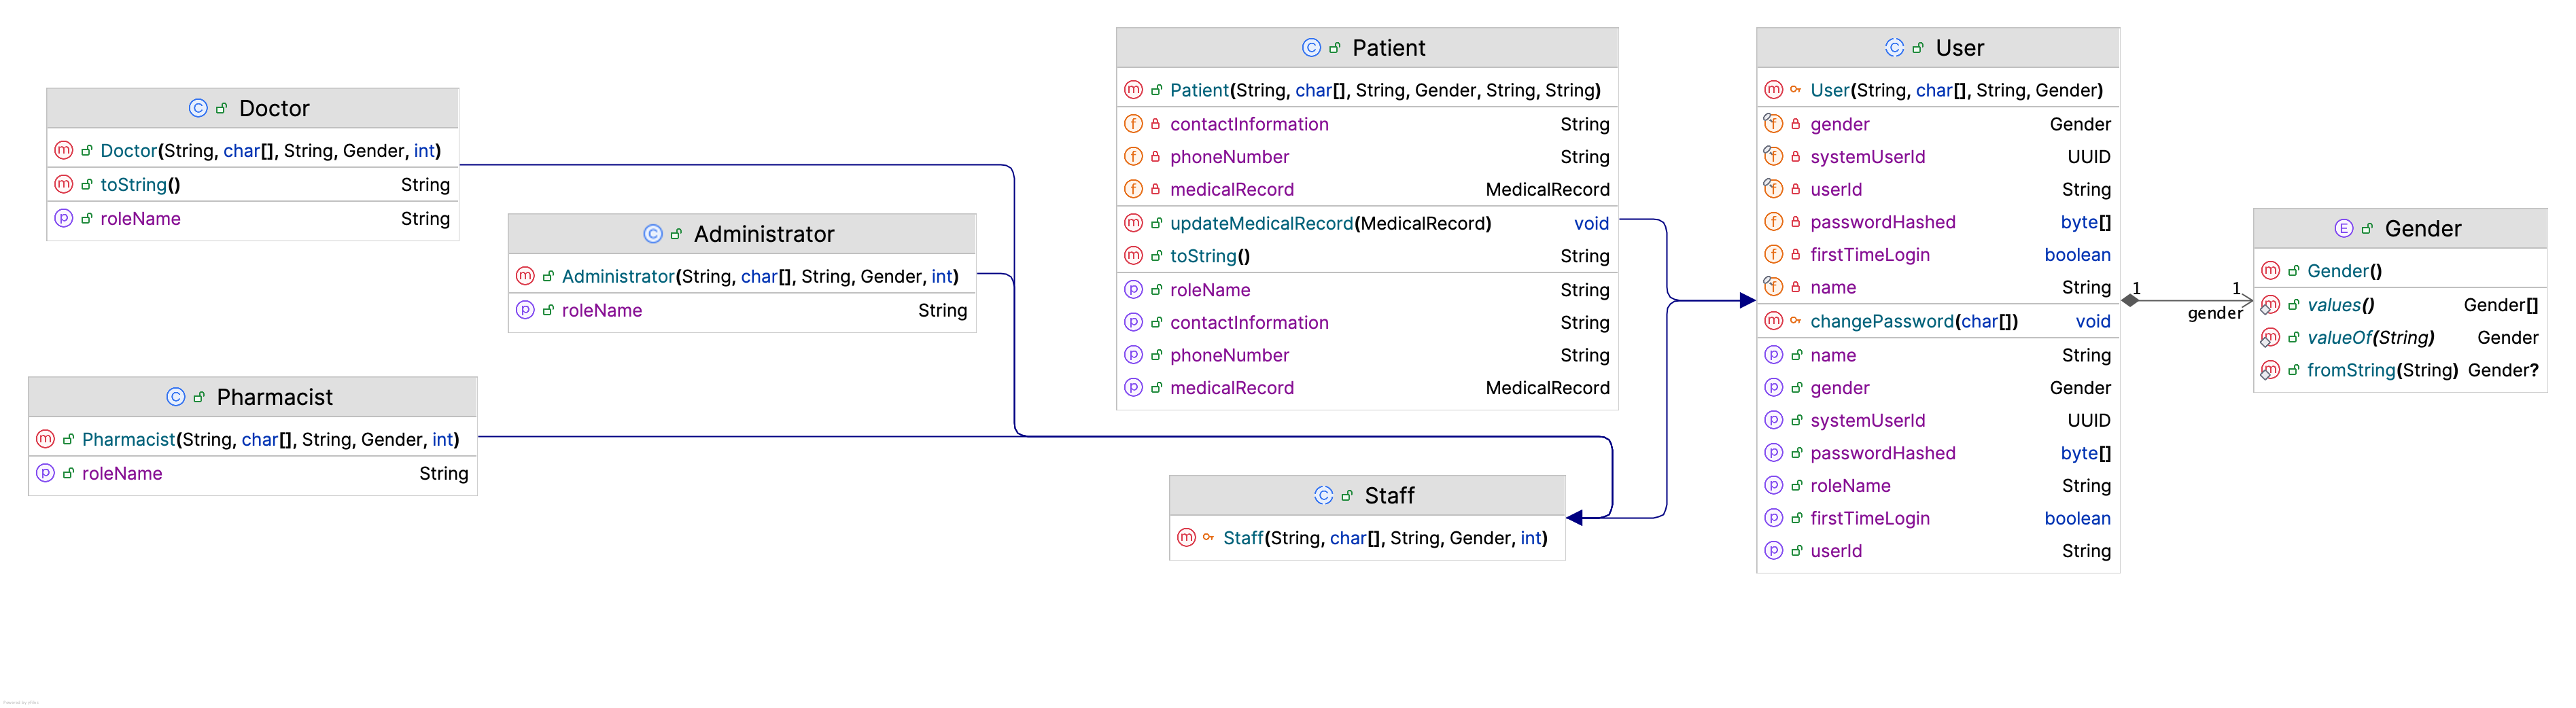 Doctor
Doctor(String, char[], String, Gender, int)
toString() String
roleName String
Administrator
Administrator(String, char[], String, Gender, int)
roleName String
Pharmacist
Pharmacist(String, char[], String, Gender, int)
roleName String
Patient
Patient(String, char[], String, Gender, String, String)
contactInformation String
phoneNumber String
medicalRecord MedicalRecord
updateMedicalRecord(MedicalRecord) void
toString() String
roleName String
contactInformation String
phoneNumber String
medicalRecord MedicalRecord
Staff
Staff(String, char[], String, Gender, int)
User
User(String, char[], String, Gender)
gender Gender
systemUserId UUID
userId String
passwordHashed byte[]
firstTimeLogin boolean
name String
changePassword(char[]) void
name String
gender Gender
systemUserId UUID
passwordHashed byte[]
roleName String
firstTimeLogin boolean
userId String
1 1
gender
Gender
Gender()
values() Gender[]
valueOf(String) Gender
fromString(String) Gender?
Powered by yFiles